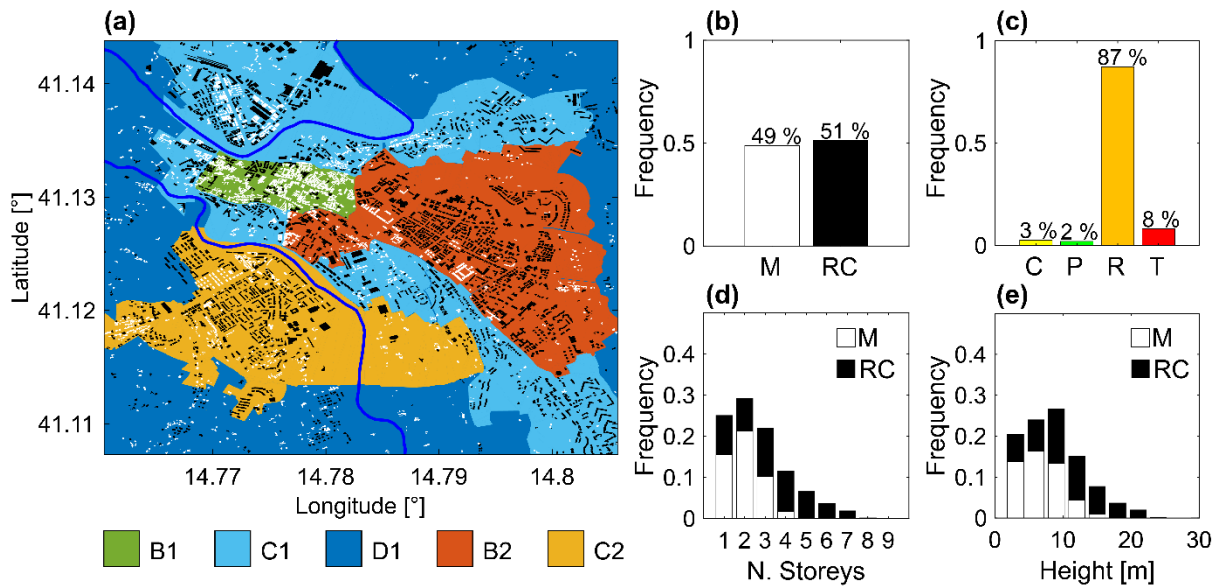 (a)
41.14
41.13
41.12
41.11
Latitude [°]
14.77 14.78 14.79 14.8
Longitude [°]
B1 C1 D1 B2 C2
(b)
1
0.5
0
Frequency
49 % 51 %
M RC
(c)
1
0.5
0
Frequency
3 % 2 % 87 % 8 %
C P R T
(d)
0.4
0.3
0.2
0.1
0
Frequency
M
RC
1 2 3 4 5 6 7 8 9
N. Storeys
(e)
0.4
0.3
0.2
0.1
0
Frequency
M
RC
0 10 20 30
Height [m]